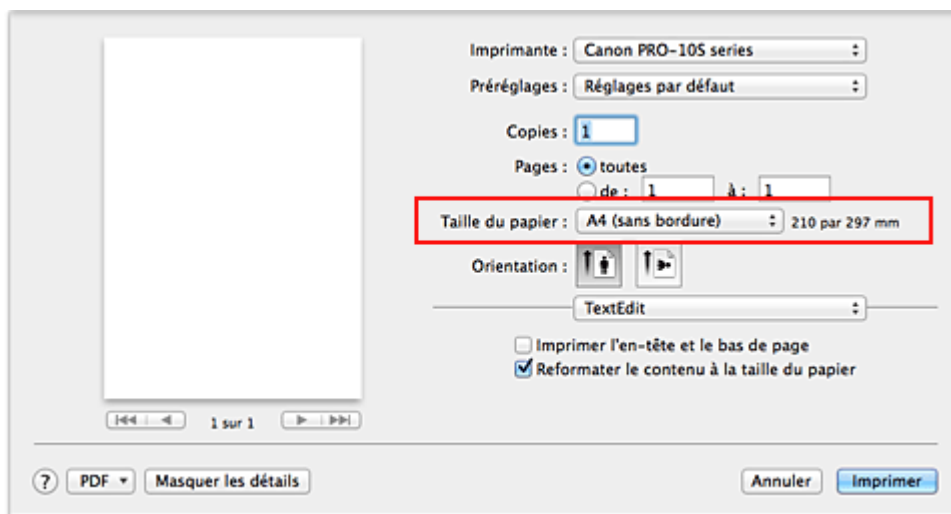 Imprimante : Canon PRO-10S series
Préréglages : Réglages par défaut
Copies : 1
Pages : toutes
de : 1 à : 1
Taille du papier : A4 (sans bordure) 210 par 297 mm
Orientation :
TextEdit
Imprimer l'en-tête et le bas de page
Reformater le contenu à la taille du papier
1 sur 1
? PDF Masquer les détails Annuler Imprimer